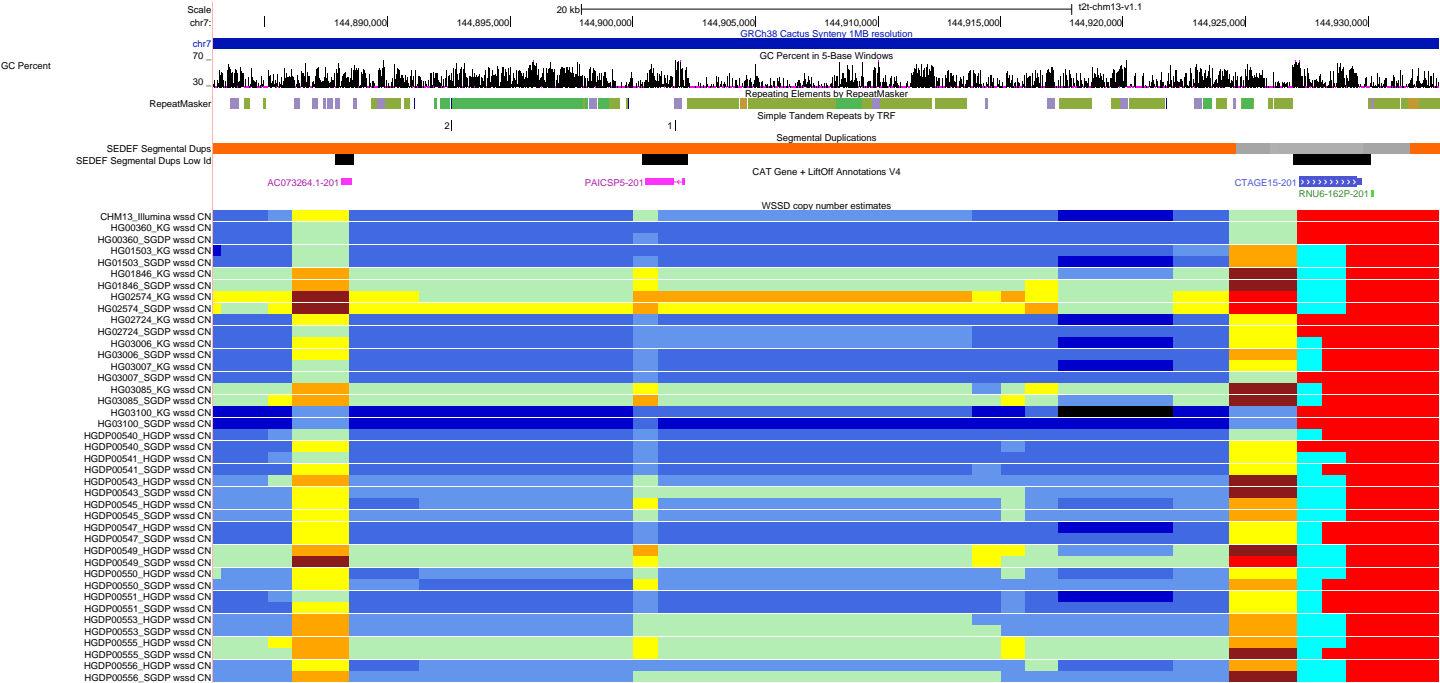 Scale 20 kb t2t-chm13-v1.1
chr7: 144,890,000 144,895,000 144,900,000 144,905,000 144,910,000 144,915,000 144,920,000 144,925,000 144,930,000
GRCh38 Cactus Synteny 1MB resolution
chr7
GC Percent in 5-Base Windows
70
GC Percent
30
Repeating Elements by RepeatMasker
RepeatMasker
Simple Tandem Repeats by TRF
2 1
Segmental Duplications
SEDEF Segmental Dups
SEDEF Segmental Dups Low Id
CAT Gene + LiftOff Annotations V4
AC073264.1-201 PAICSP5-201 CTAGE15-201
RNU6-162P-201
WSSD copy number estimates
CHM13_Illumina wssd CN
HG00360_KG wssd CN
HG00360_SGDP wssd CN
HG01503_KG wssd CN
HG01503_SGDP wssd CN
HG01846_KG wssd CN
HG01846_SGDP wssd CN
HG02574_KG wssd CN
HG02574_SGDP wssd CN
HG02724_KG wssd CN
HG02724_SGDP wssd CN
HG03006_KG wssd CN
HG03006_SGDP wssd CN
HG03007_KG wssd CN
HG03007_SGDP wssd CN
HG03085_KG wssd CN
HG03085_SGDP wssd CN
HG03100_KG wssd CN
HG03100_SGDP wssd CN
HGDP00540_HGDP wssd CN
HGDP00540_SGDP wssd CN
HGDP00541_HGDP wssd CN
HGDP00541_SGDP wssd CN
HGDP00543_HGDP wssd CN
HGDP00543_SGDP wssd CN
HGDP00545_HGDP wssd CN
HGDP00545_SGDP wssd CN
HGDP00547_HGDP wssd CN
HGDP00547_SGDP wssd CN
HGDP00549_HGDP wssd CN
HGDP00549_SGDP wssd CN
HGDP00550_HGDP wssd CN
HGDP00550_SGDP wssd CN
HGDP00551_HGDP wssd CN
HGDP00551_SGDP wssd CN
HGDP00553_HGDP wssd CN
HGDP00553_SGDP wssd CN
HGDP00555_HGDP wssd CN
HGDP00555_SGDP wssd CN
HGDP00556_HGDP wssd CN
HGDP00556_SGDP wssd CN